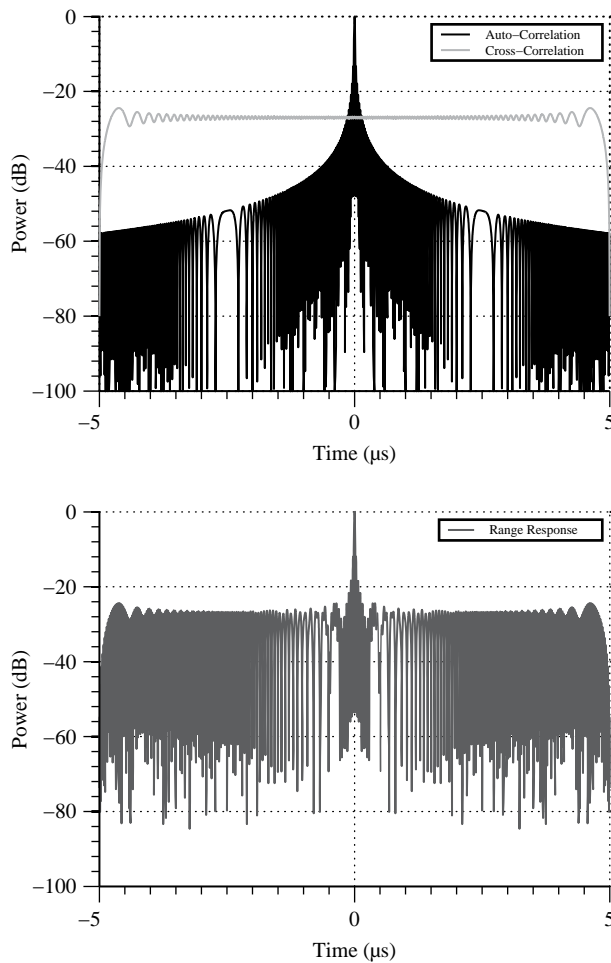 0
−20
−40
−60
−80
−100
Power (dB)
Auto−Correlation
Cross−Correlation
−5
0
5
Time (μs)
0
−20
−40
−60
−80
−100
Power (dB)
Range Response
−5
0
5
Time (μs)